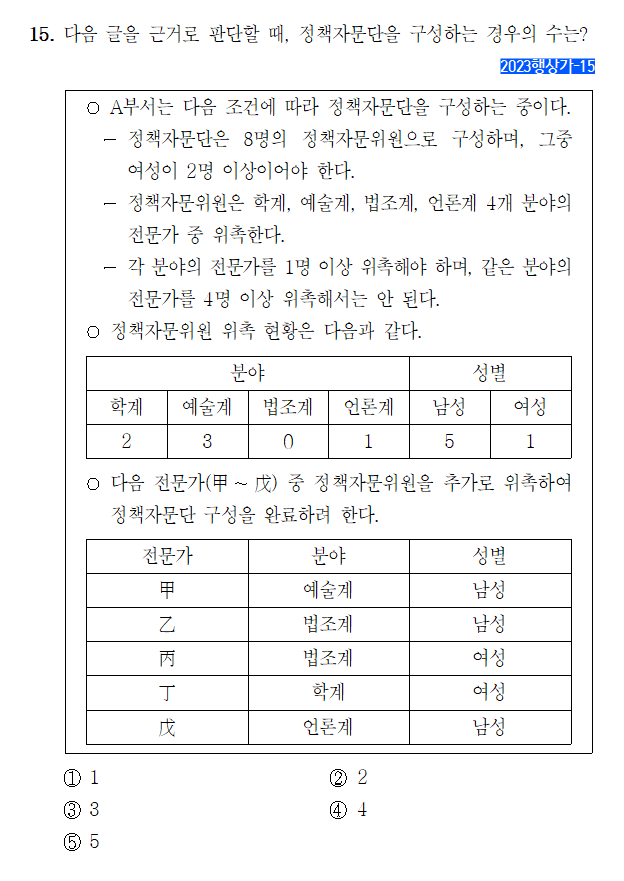 15. 다음 글을 근거로 판단할 때, 정책자문단을 구성하는 경우의 수는?
2023행상가-15
○ A부서는 다음 조건에 따라 정책자문단을 구성하는 중이다.
- 정책자문단은 8명의 정책자문위원으로 구성하며, 그중
여성이 2명 이상이어야 한다.
- 정책자문위원은 학계, 예술계, 법조계, 언론계 4개 분야의
전문가 중 위촉한다.
- 각 분야의 전문가를 1명 이상 위촉해야 하며, 같은 분야의
전문가를 4명 이상 위촉해서는 안 된다.
○ 정책자문위원 위촉 현황은 다음과 같다.
분야 성별
학계 예술계 법조계 언론계 남성 여성
2 3 0 1 5 1
○ 다음 전문가(甲 ~ 戊) 중 정책자문위원을 추가로 위촉하여
정책자문단 구성을 완료하려 한다.
전문가 분야 성별
甲 예술계 남성
乙 법조계 남성
丙 법조계 여성
丁 학계 여성
戊 언론계 남성
① 1 ② 2
③ 3 ④ 4
⑤ 5